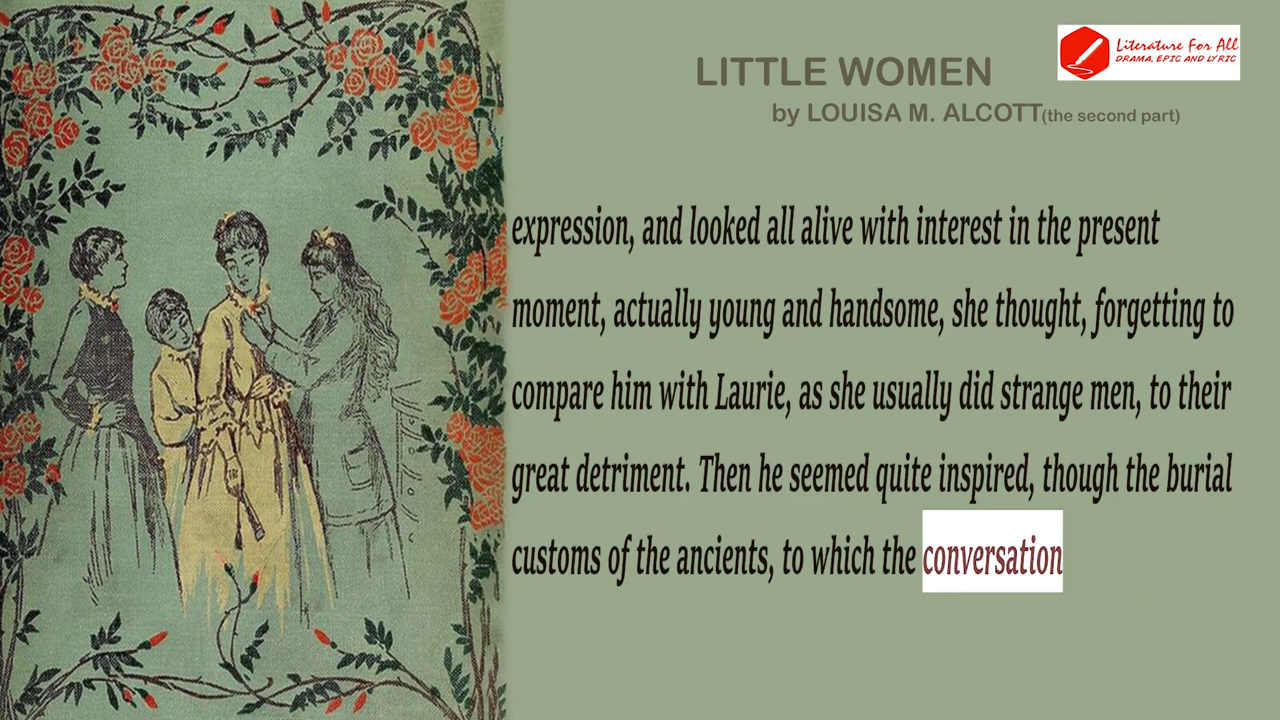 LITTLE WOMEN
by LOUISA M. ALCOTT(the second part)
Literature For All
DRAMA, EPIC AND LYRIC
expression, and looked all alive with interest in the present
moment, actually young and handsome, she thought, forgetting to
compare him with Laurie, as she usually did strange men, to their
great detriment. Then he seemed quite inspired, though the burial
customs of the ancients, to which the conversation